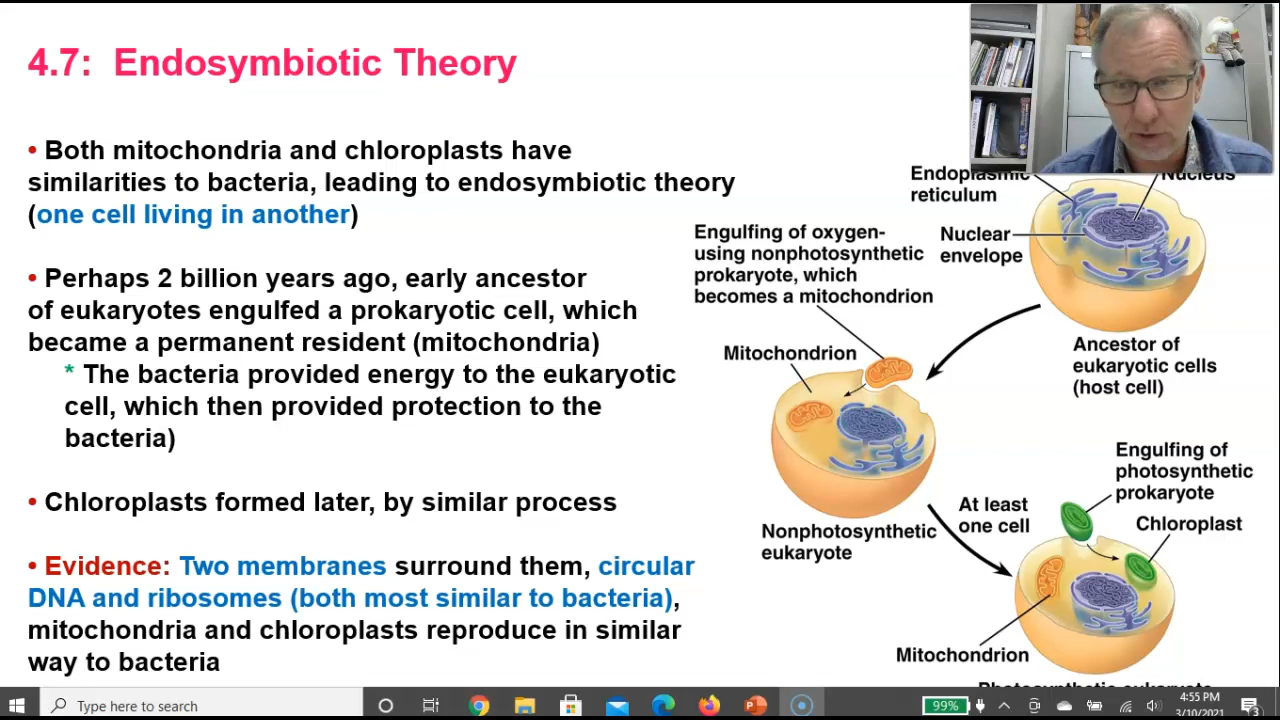 4.7: Endosymbiotic Theory
• Both mitochondria and chloroplasts have
similarities to bacteria, leading to endosymbiotic theory
(one cell living in another)
• Perhaps 2 billion years ago, early ancestor
of eukaryotes engulfed a prokaryotic cell, which
became a permanent resident (mitochondria)
* The bacteria provided energy to the eukaryotic
cell, which then provided protection to the
bacteria)
• Chloroplasts formed later, by similar process
• Evidence: Two membranes surround them, circular
DNA and ribosomes (both most similar to bacteria),
mitochondria and chloroplasts reproduce in similar
way to bacteria
Endoplasmic
reticulum
Nucleus
Nuclear
envelope
Engulfing of oxygen-
using nonphotosynthetic
prokaryote, which
becomes a mitochondrion
Ancestor of
eukaryotic cells
(host cell)
Mitochondrion
Nonphotosynthetic
eukaryote
At least
one cell
Engulfing of
photosynthetic
prokaryote
Chloroplast
Mitochondrion
Photosynthetic eukaryote
Type here to search
99%
4:55 PM
3/10/2021
3